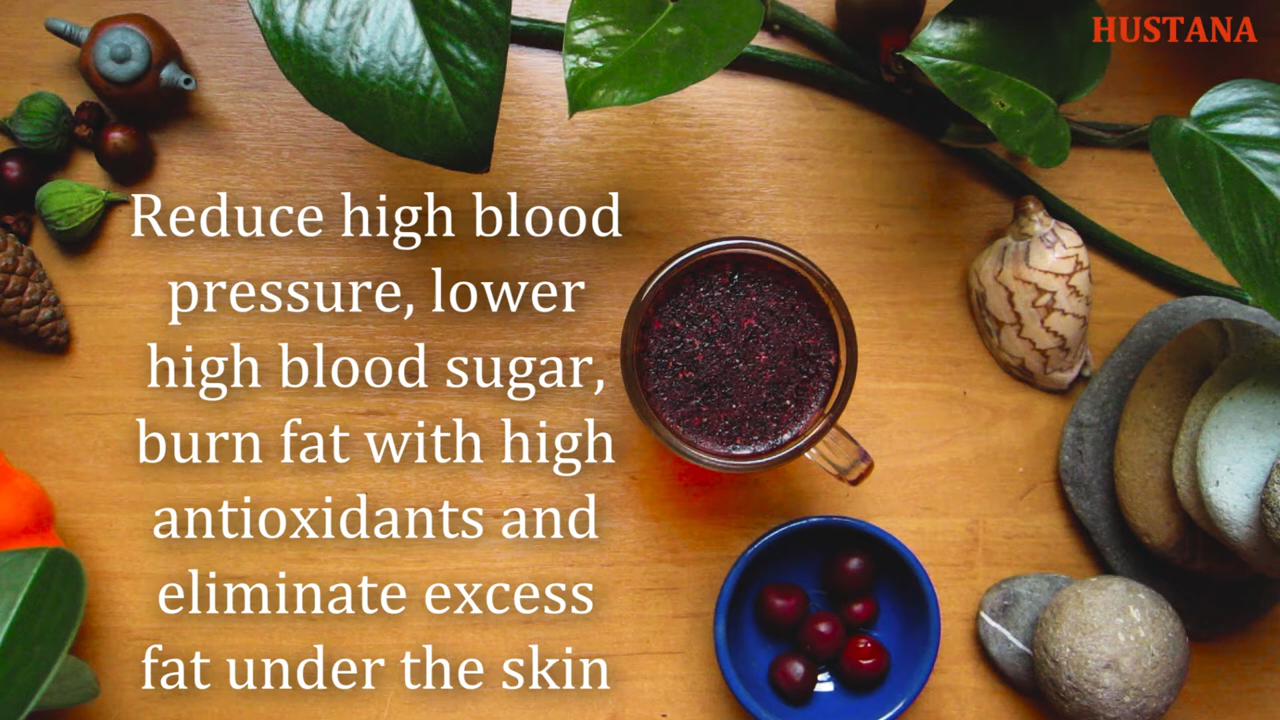 HUSTANA
Reduce high blood
pressure, lower
high blood sugar,
burn fat with high
antioxidants and
eliminate excess
fat under the skin